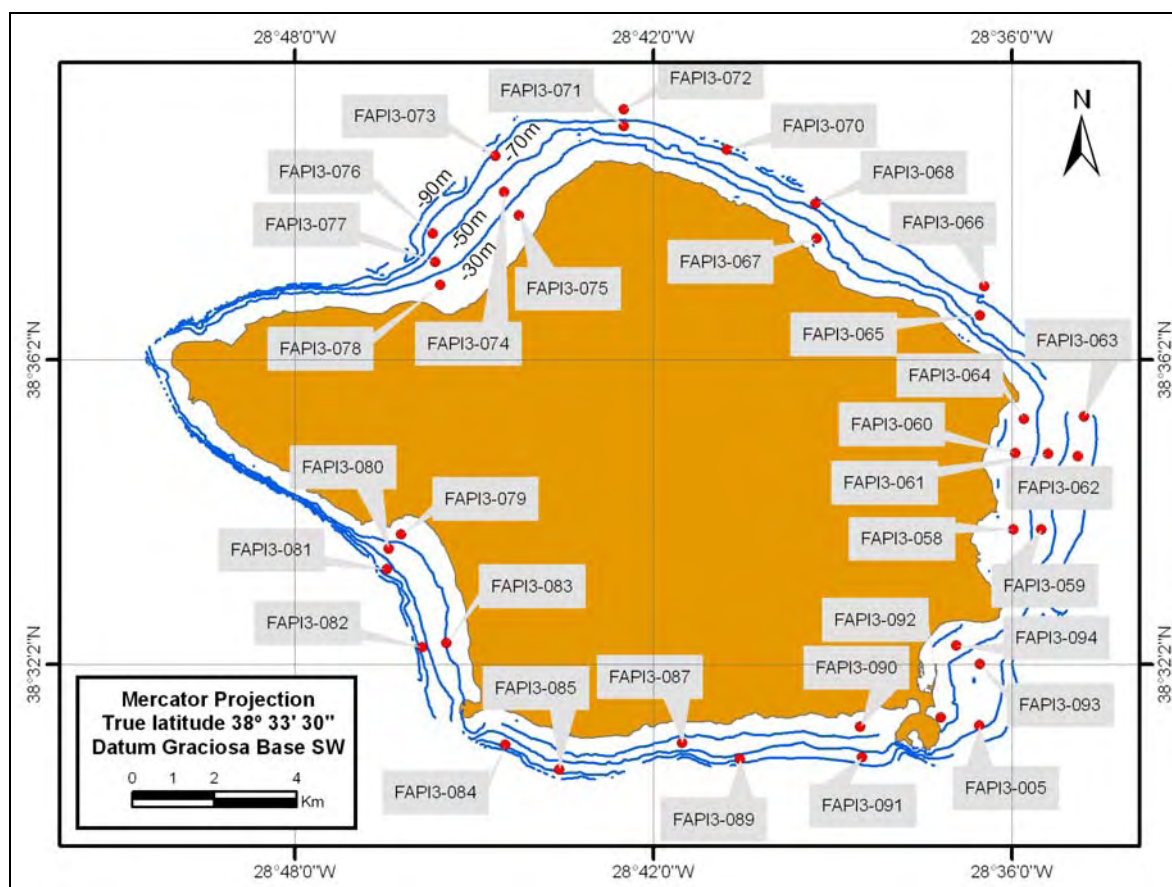 28°48'0"W
28°42'0"W
28°36'0"W
FAPI3-072
FAPI3-071
FAPI3-073
FAPI3-070
N
-70m
FAPI3-076
FAPI3-068
-90m
FAPI3-077
-50m
FAPI3-066
-30m
FAPI3-067
FAPI3-075
FAPI3-065
FAPI3-078
FAPI3-074
FAPI3-063
38°36'2"N
38°36'2"N
FAPI3-064
FAPI3-060
FAPI3-080
FAPI3-079
FAPI3-061
FAPI3-062
FAPI3-058
FAPI3-081
FAPI3-083
FAPI3-059
FAPI3-082
FAPI3-092
FAPI3-094
38°32'2"N
38°32'2"N
FAPI3-085
FAPI3-087
FAPI3-090
FAPI3-093
Mercator Projection
True latitude 38º 33' 30"
Datum Graciosa Base SW
0 1 2 4
Km
FAPI3-084
FAPI3-089
FAPI3-091
FAPI3-005
28°48'0"W
28°42'0"W
28°36'0"W